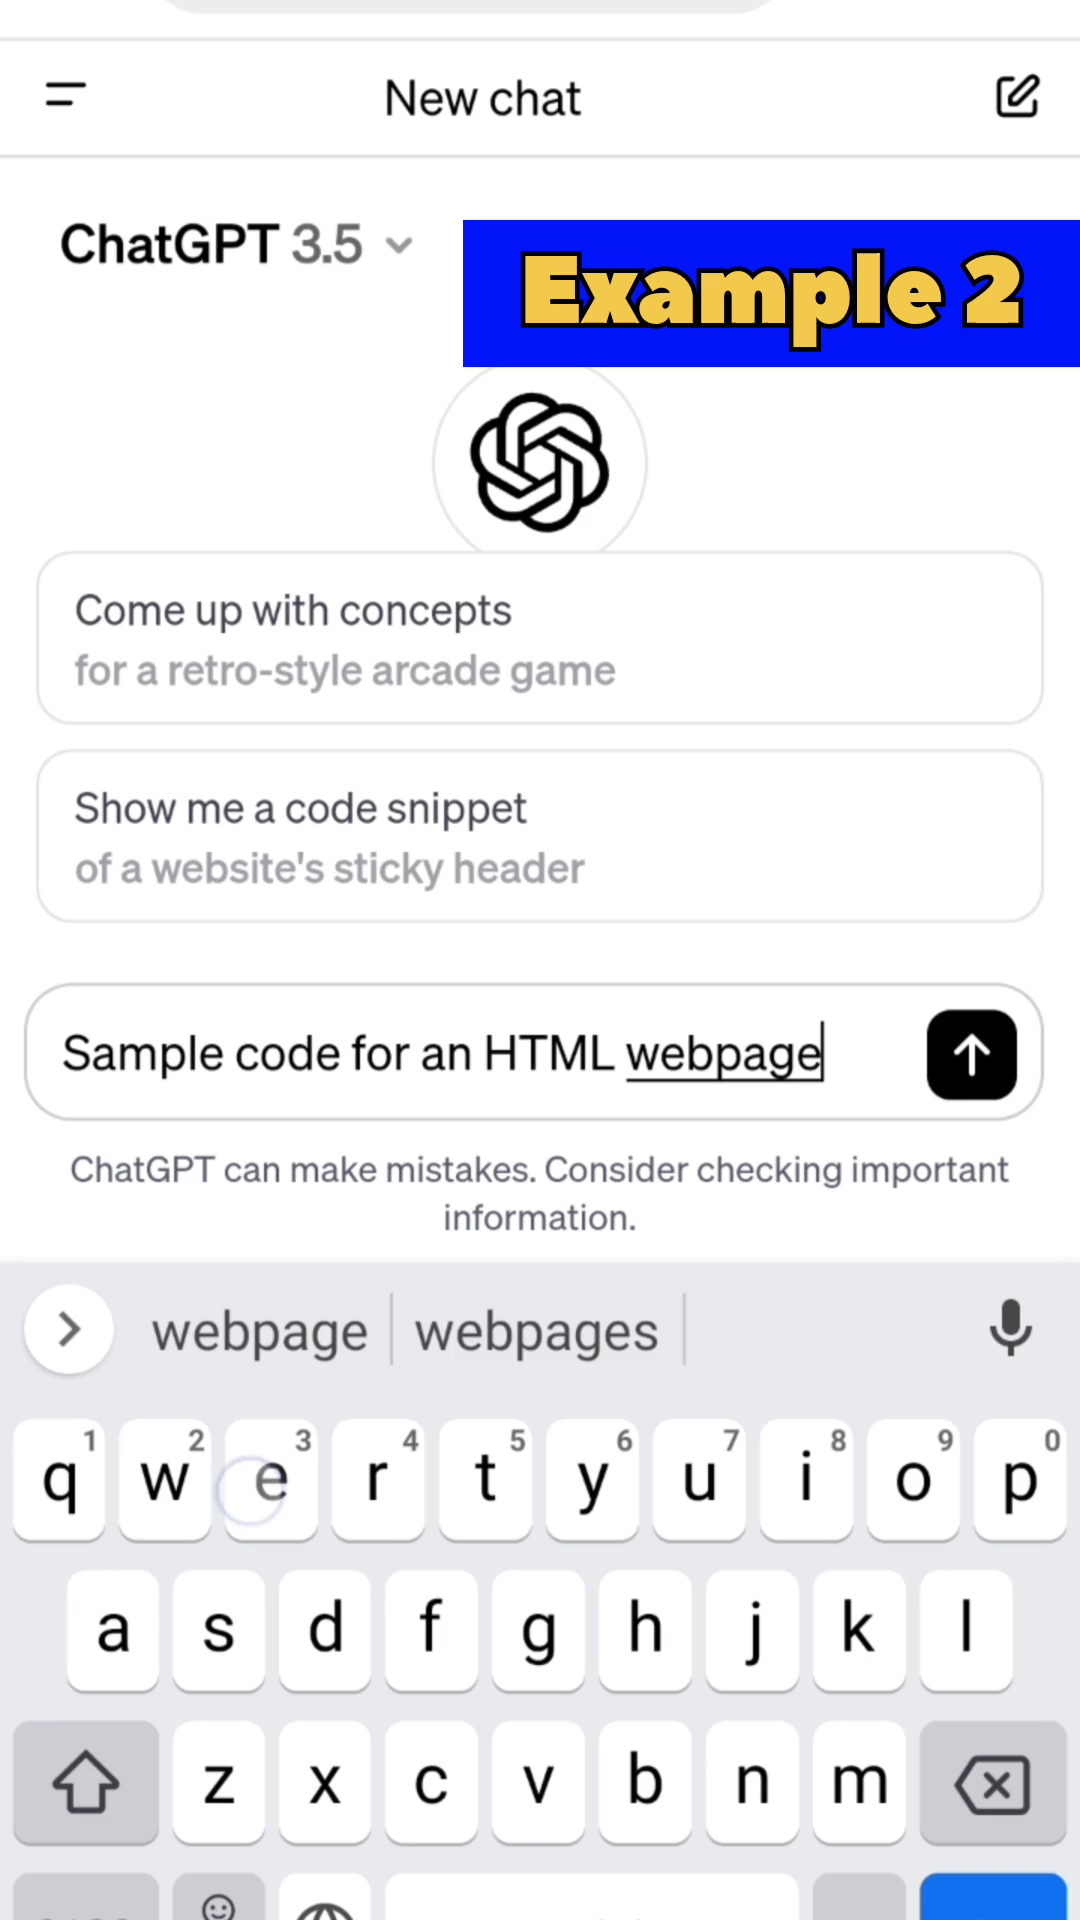 New chat
ChatGPT 3.5
Example 2
Come up with concepts
for a retro-style arcade game
Show me a code snippet
of a website's sticky header
Sample code for an HTML webpage
ChatGPT can make mistakes. Consider checking important
information.
webpage webpages
1 2 3 4 5 6 7 8 9 0
q w e r t y u i o p
a s d f g h j k l
z x c v b n m